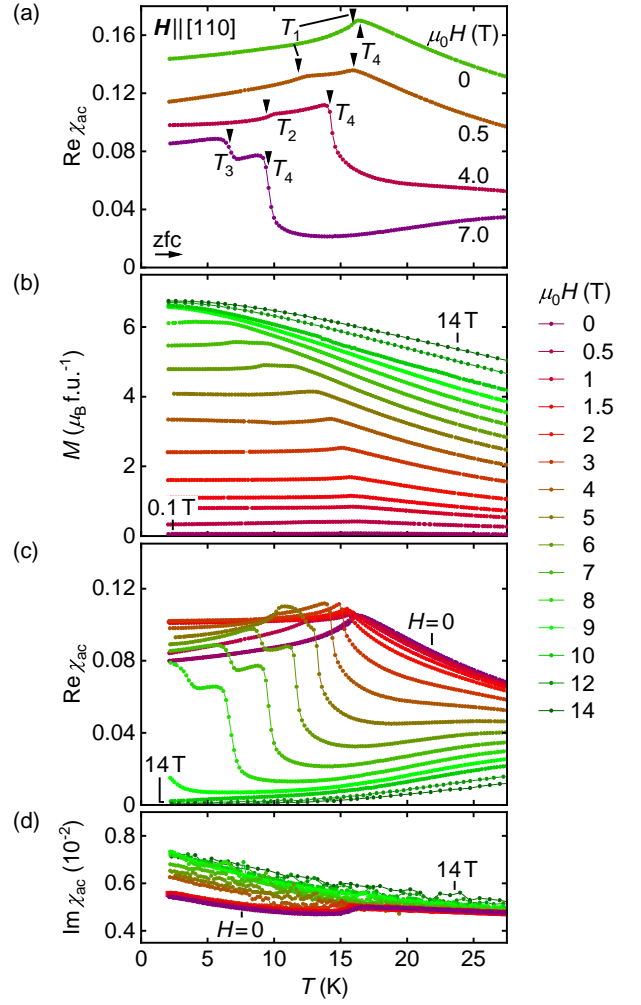 (a)
H||[110]
T1
μ0H (T)
T4
0
T2
T4
0.5
T3
T4
4.0
7.0
zfc
Re χac
0.16
0.12
0.08
0.04
0
(b)
14 T
0.1 T
M (μB f.u.⁻¹)
6
4
2
0
(c)
H=0
14 T
Re χac
0.12
0.08
0.04
0
(d)
14 T
H=0
Im χac (10⁻²)
0.8
0.6
0.4
0 5 10 15 20 25
T (K)
μ0H (T)
0
0.5
1
1.5
2
3
4
5
6
7
8
9
10
12
14